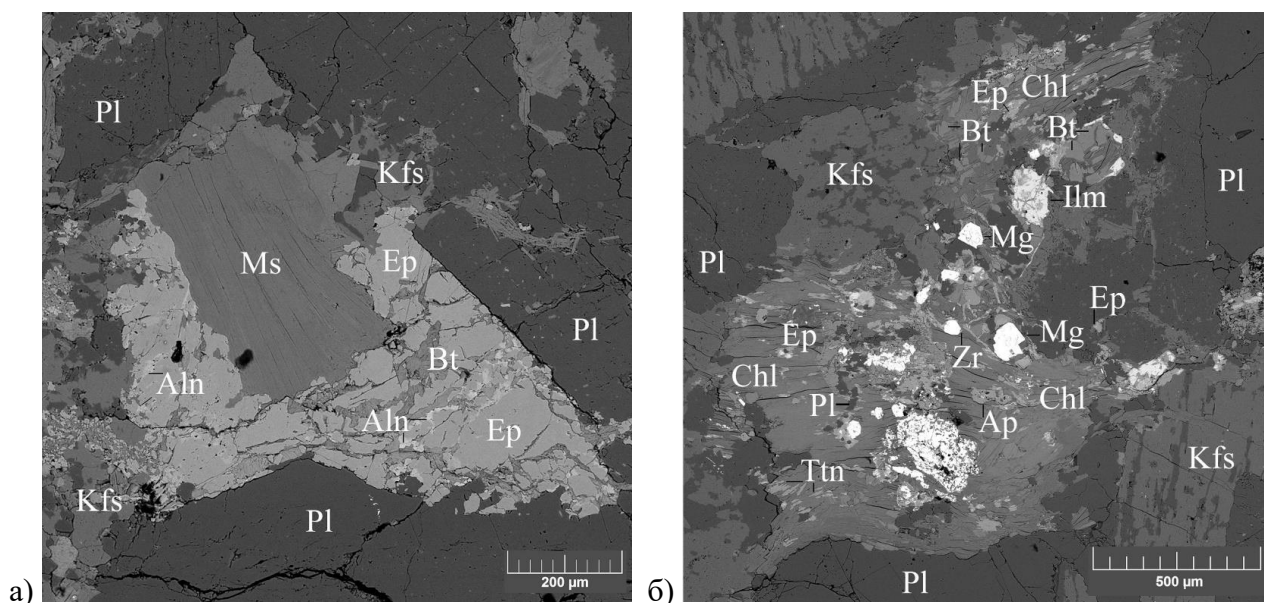 Pl
Kfs
Ms
Ep
Pl
Bt
Aln
Aln
Ep
Kfs
Pl
200 µm
а)
Chl
Ep
Bt
Bt
Kfs
Pl
Ilm
Mg
Pl
Ep
Ep
Mg
Zr
Chl
Chl
Pl
Ap
Kfs
Ttn
500 µm
Pl
б)